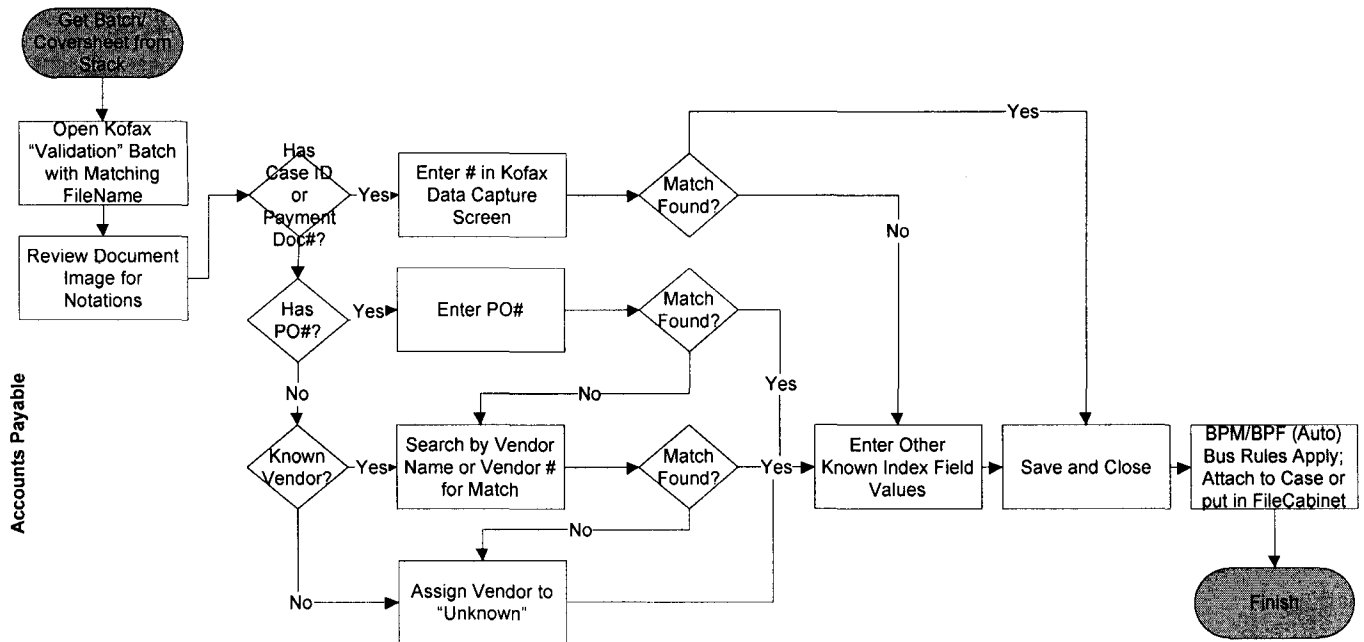 Get Batch/
Coversheet from
Stack
Open Kofax
“Validation” Batch
with Matching
FileName
Review Document
Image for
Notations
Has
Case ID
or
Payment
Doc#?
Yes
Enter # in Kofax
Data Capture
Screen
Match
Found?
Yes
No
Has
PO#?
Yes
Enter PO#
Match
Found?
Yes
No
No
Known
Vendor?
Yes
Search by Vendor
Name or Vendor #
for Match
Match
Found?
Yes
No
No
Assign Vendor to
“Unknown”
Enter Other
Known Index Field
Values
Save and Close
BPM/BPF (Auto)
Bus Rules Apply;
Attach to Case or
put in FileCabinet
Finish
Accounts Payable